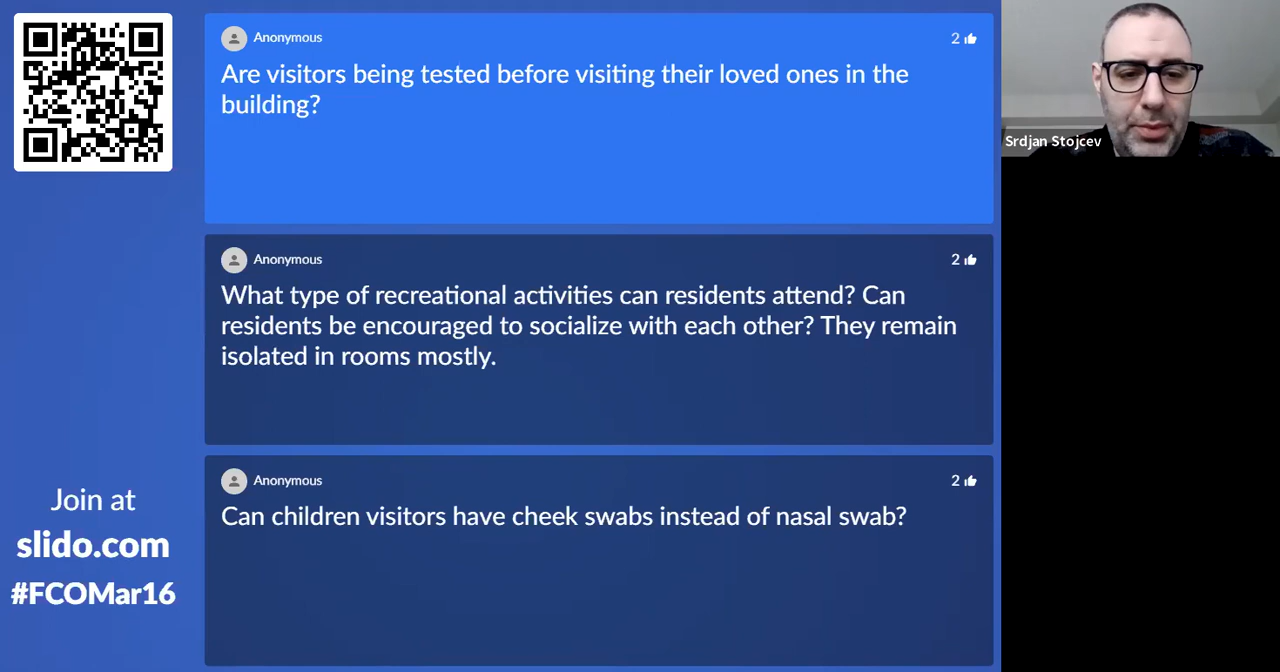 Anonymous
2
Are visitors being tested before visiting their loved ones in the
building?
Anonymous
2
What type of recreational activities can residents attend? Can
residents be encouraged to socialize with each other? They remain
isolated in rooms mostly.
Anonymous
2
Can children visitors have cheek swabs instead of nasal swab?
Join at
slido.com
#FCOMar16
Srdjan Stojcev